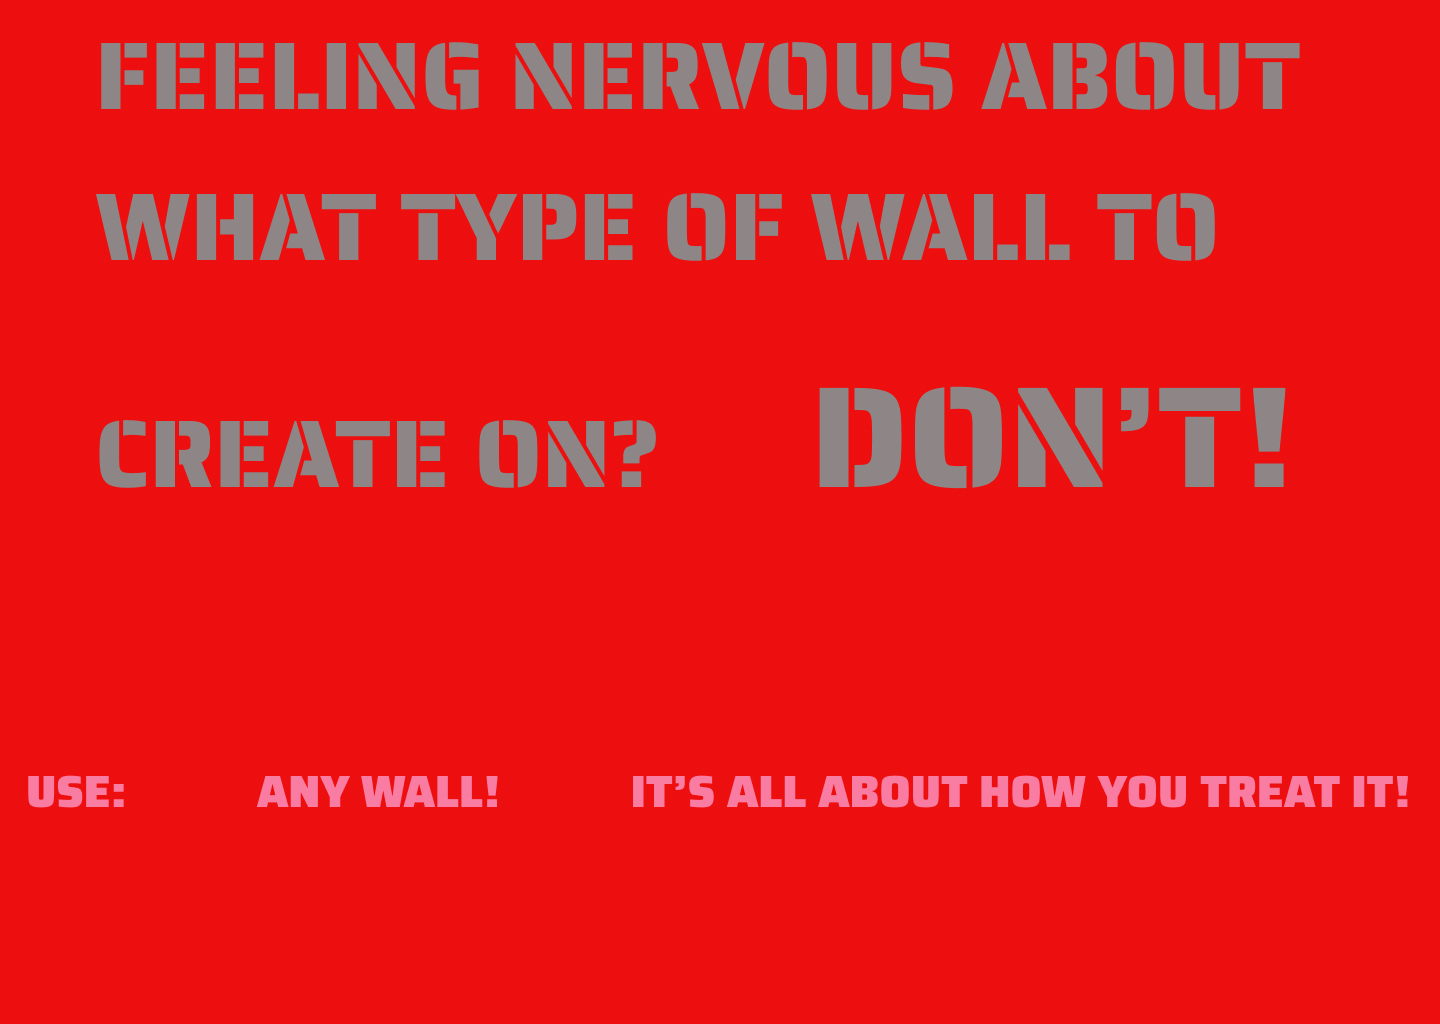 FEELING NERVOUS ABOUT
WHAT TYPE OF WALL TO
CREATE ON? DON’T!
USE: ANY WALL! IT’S ALL ABOUT HOW YOU TREAT IT!